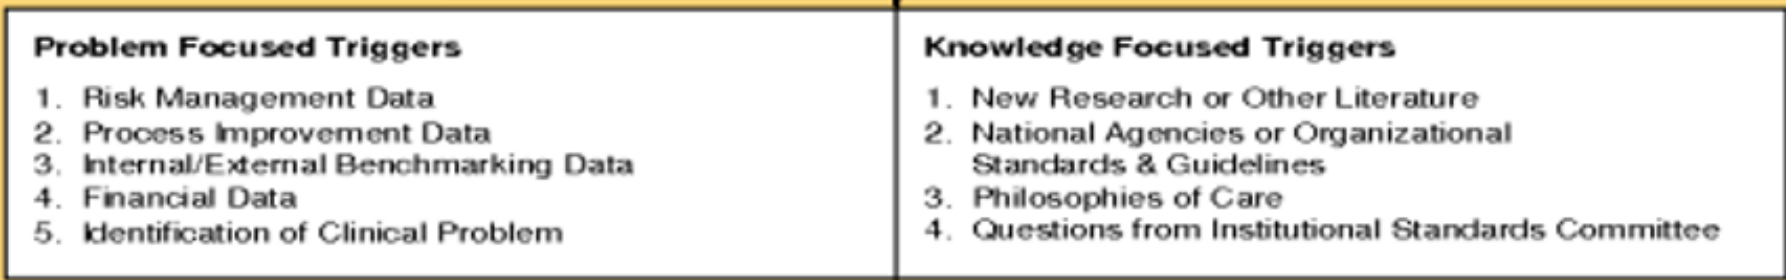 Problem Focused Triggers
1. Risk Management Data
2. Process Improvement Data
3. Internal/External Benchmarking Data
4. Financial Data
5. Identification of Clinical Problem
Knowledge Focused Triggers
1. New Research or Other Literature
2. National Agencies or Organizational
Standards & Guidelines
3. Philosophies of Care
4. Questions from Institutional Standards Committee